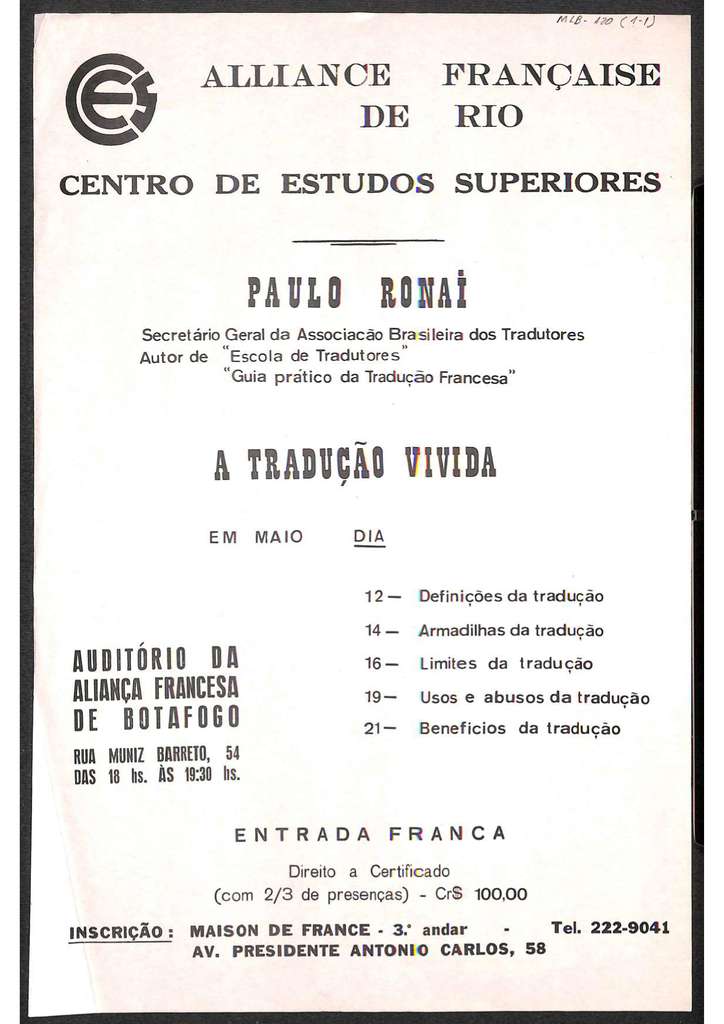 MLB- 120 (1-1)
ALLIANCE FRANÇAISE
DE RIO
CENTRO DE ESTUDOS SUPERIORES
PAULO RONAI
Secretário Geral da Associacão Brasileira dos Tradutores
Autor de "Escola de Tradutores"
"Guia prático da Tradução Francesa"
A TRADUÇÃO VIVIDA
EM MAIO DIA
12 — Definições da tradução
14 — Armadilhas da tradução
16 — Limites da tradução
19 — Usos e abusos da tradução
21 — Beneficios da tradução
AUDITÓRIO DA
ALIANÇA FRANCESA
DE BOTAFOGO
RUA MUNIZ BARRETO, 54
DAS 18 hs. ÀS 19:30 hs.
ENTRADA FRANCA
Direito a Certificado
(com 2/3 de presenças) - Cr$ 100,00
INSCRIÇÃO : MAISON DE FRANCE - 3.° andar - Tel. 222-9041
AV. PRESIDENTE ANTONIO CARLOS, 58